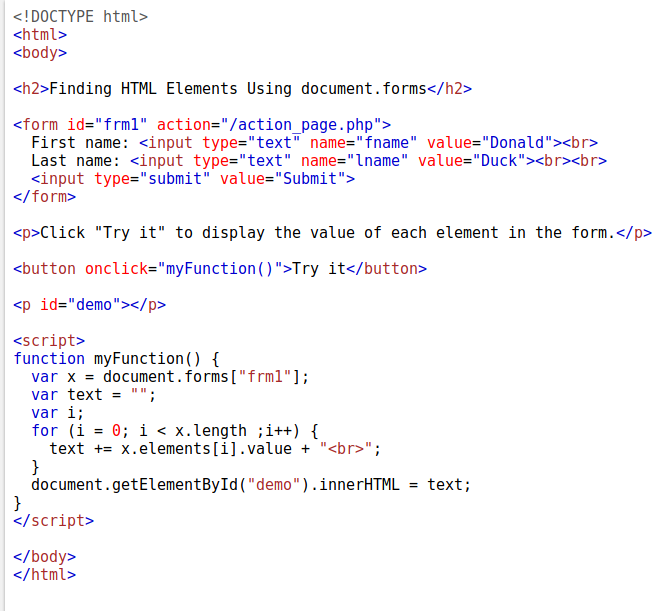 <!DOCTYPE html>
<html>
<body>
<h2>Finding HTML Elements Using document.forms</h2>
<form id="frm1" action="/action_page.php">
First name: <input type="text" name="fname" value="Donald"><br>
Last name: <input type="text" name="lname" value="Duck"><br><br>
<input type="submit" value="Submit">
</form>
<p>Click "Try it" to display the value of each element in the form.</p>
<button onclick="myFunction()">Try it</button>
<p id="demo"></p>
<script>
function myFunction() {
var x = document.forms["frm1"];
var text = "";
var i;
for (i = 0; i < x.length ;i++) {
text += x.elements[i].value + "<br>";
}
document.getElementById("demo").innerHTML = text;
}
</script>
</body>
</html>